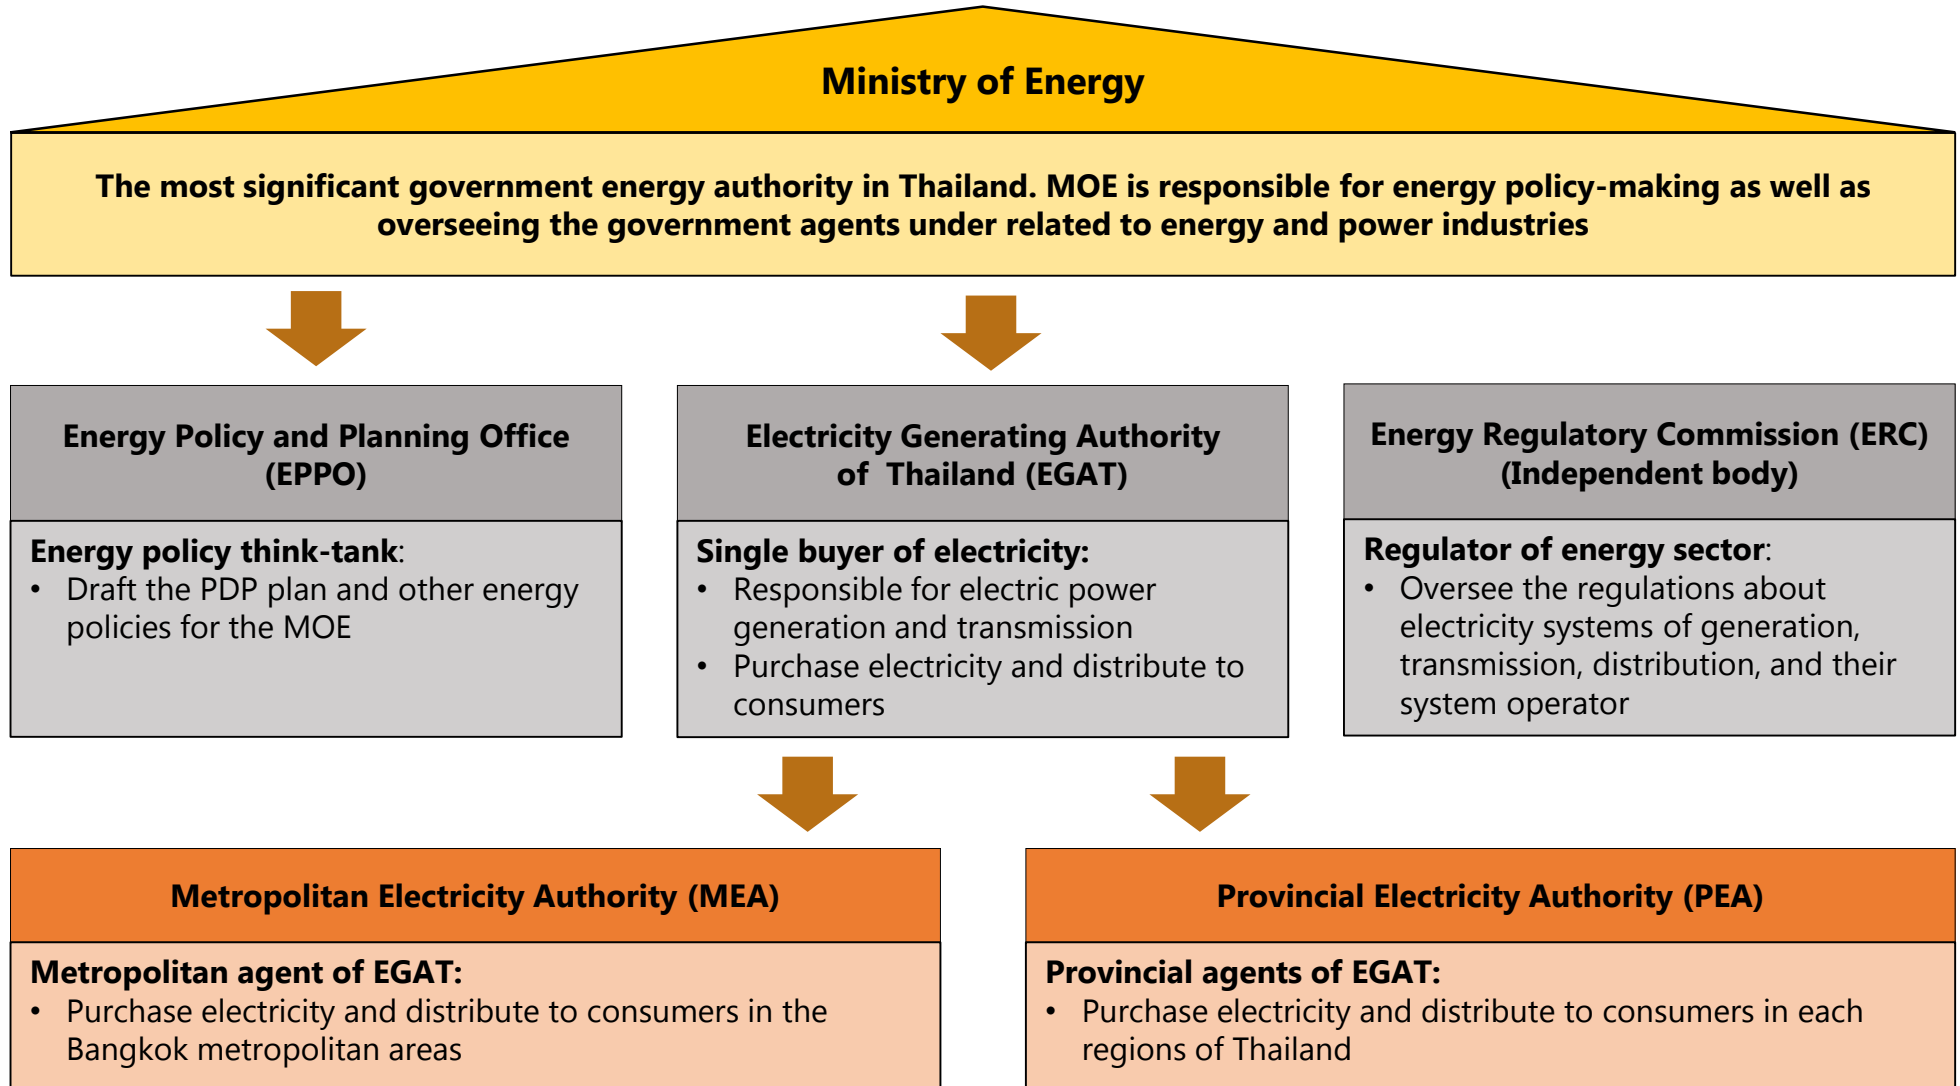 Ministry of Energy
The most significant government energy authority in Thailand. MOE is responsible for energy policy-making as well as
overseeing the government agents under related to energy and power industries
Energy Policy and Planning Office
(EPPO)
Energy policy think-tank:
• Draft the PDP plan and other energy
policies for the MOE
Electricity Generating Authority
of Thailand (EGAT)
Single buyer of electricity:
• Responsible for electric power
generation and transmission
• Purchase electricity and distribute to
consumers
Energy Regulatory Commission (ERC)
(Independent body)
Regulator of energy sector:
• Oversee the regulations about
electricity systems of generation,
transmission, distribution, and their
system operator
Metropolitan Electricity Authority (MEA)
Metropolitan agent of EGAT:
• Purchase electricity and distribute to consumers in the
Bangkok metropolitan areas
Provincial Electricity Authority (PEA)
Provincial agents of EGAT:
• Purchase electricity and distribute to consumers in each
regions of Thailand